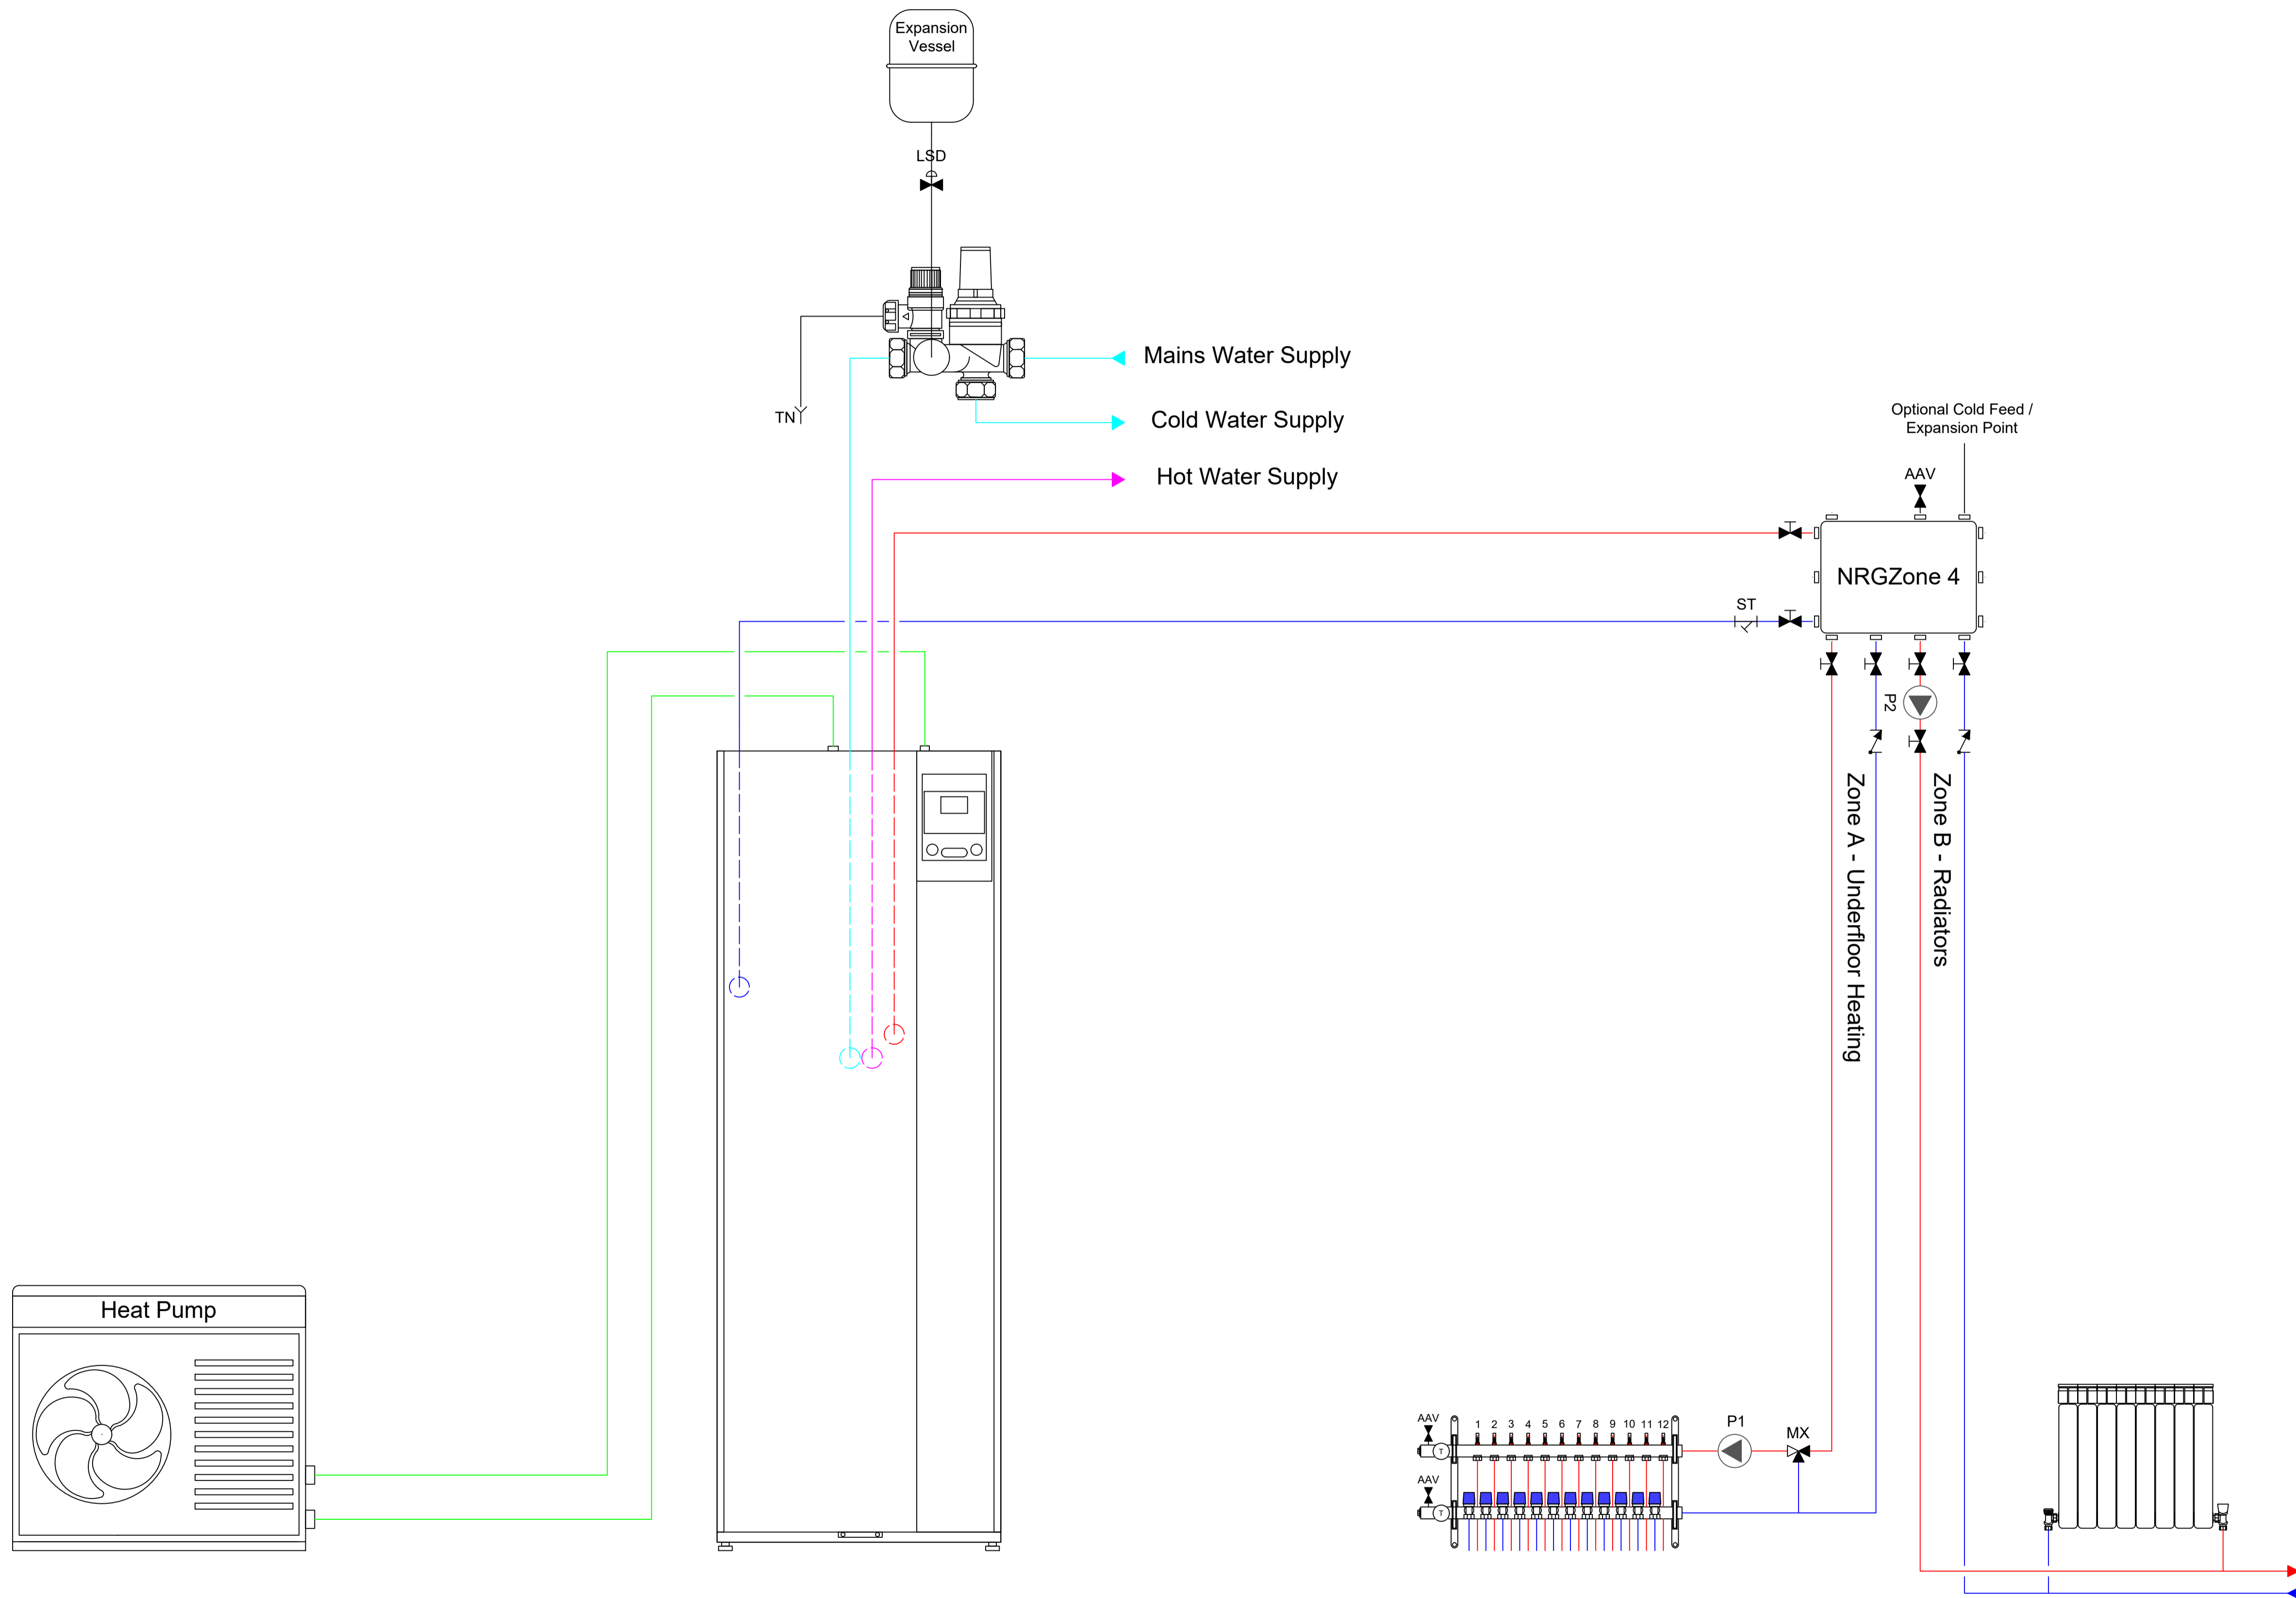 Expansion
Vessel
LSD
Mains Water Supply
TN
Cold Water Supply
Hot Water Supply
Optional Cold Feed /
Expansion Point
AAV
NRGZone 4
ST
P2
Zone A - Underfloor Heating
Zone B - Radiators
Heat Pump
AAV
1 2 3 4 5 6 7 8 9 10 11 12
P1
MX
T
AAV
T